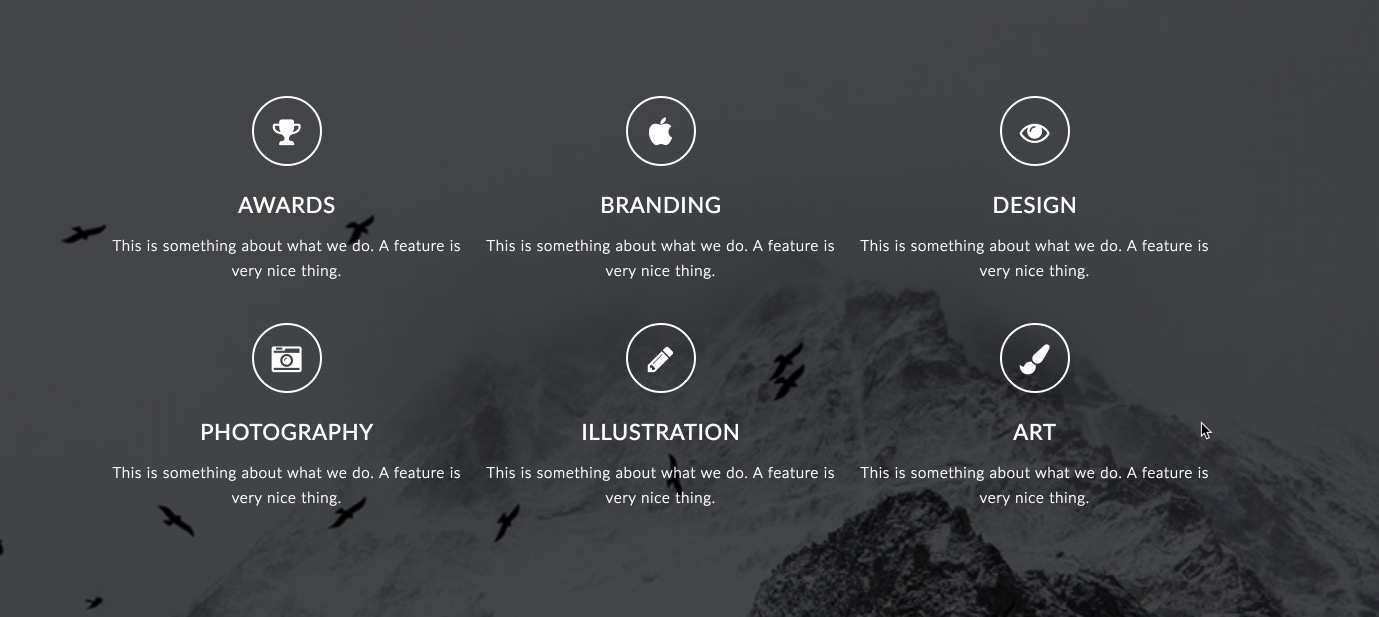 AWARDS
This is something about what we do. A feature is
very nice thing.
BRANDING
This is something about what we do. A feature is
very nice thing.
DESIGN
This is something about what we do. A feature is
very nice thing.
PHOTOGRAPHY
This is something about what we do. A feature is
very nice thing.
ILLUSTRATION
This is something about what we do. A feature is
very nice thing.
ART
This is something about what we do. A feature is
very nice thing.